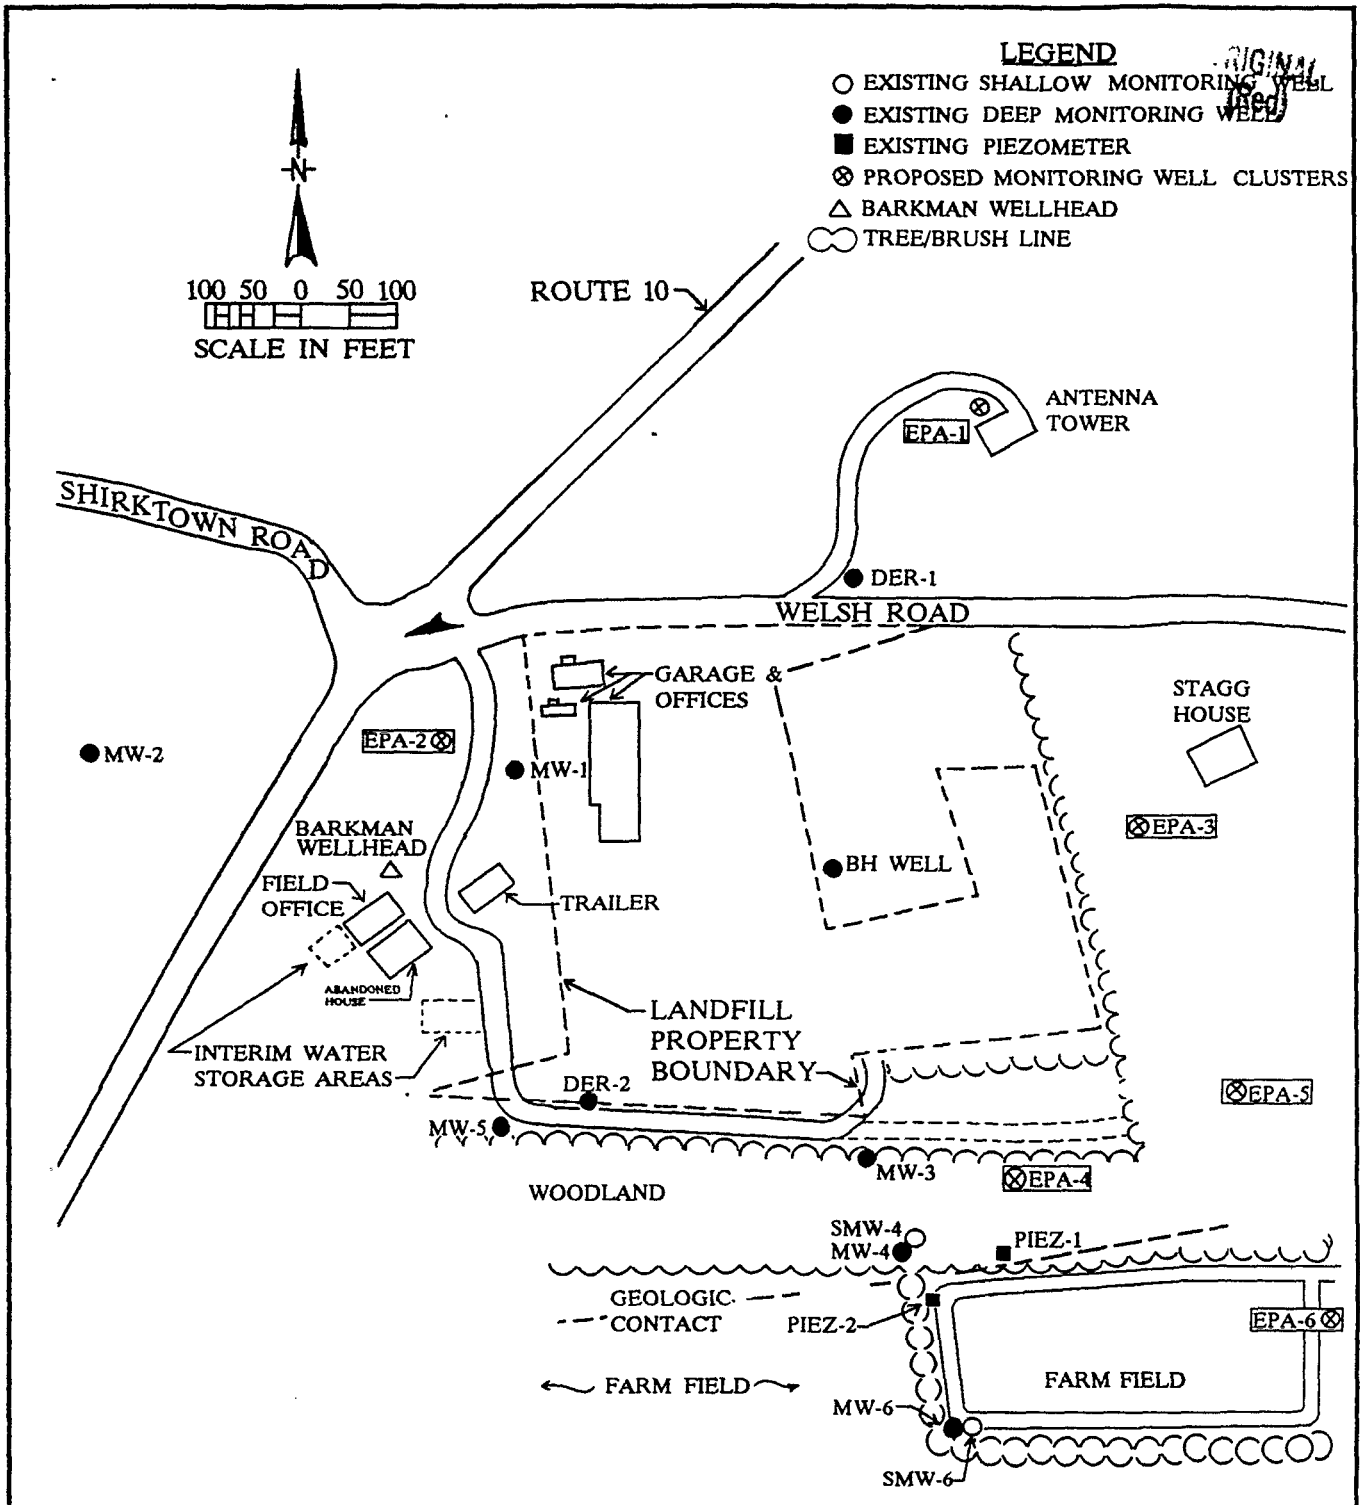 LEGEND
EXISTING SHALLOW MONITORING WELL
EXISTING DEEP MONITORING WELL
EXISTING PIEZOMETER
PROPOSED MONITORING WELL CLUSTERS
BARKMAN WELLHEAD
TREE/BRUSH LINE
(Red)
N
100 50 0 50 100
SCALE IN FEET
ROUTE 10
ANTENNA
TOWER
EPA-1
SHIRKTOWN ROAD
DER-1
WELSH ROAD
GARAGE &
OFFICES
STAGG
HOUSE
EPA-2
MW-2
MW-1
EPA-3
BARKMAN
WELLHEAD
BH WELL
FIELD
OFFICE
TRAILER
ABANDONED
HOUSE
LANDFILL
PROPERTY
BOUNDARY
INTERIM WATER
STORAGE AREAS
DER-2
EPA-5
MW-5
MW-3
EPA-4
WOODLAND
SMW-4
MW-4
PIEZ-1
GEOLOGIC
CONTACT
PIEZ-2
EPA-6
FARM FIELD
FARM FIELD
MW-6
SMW-6